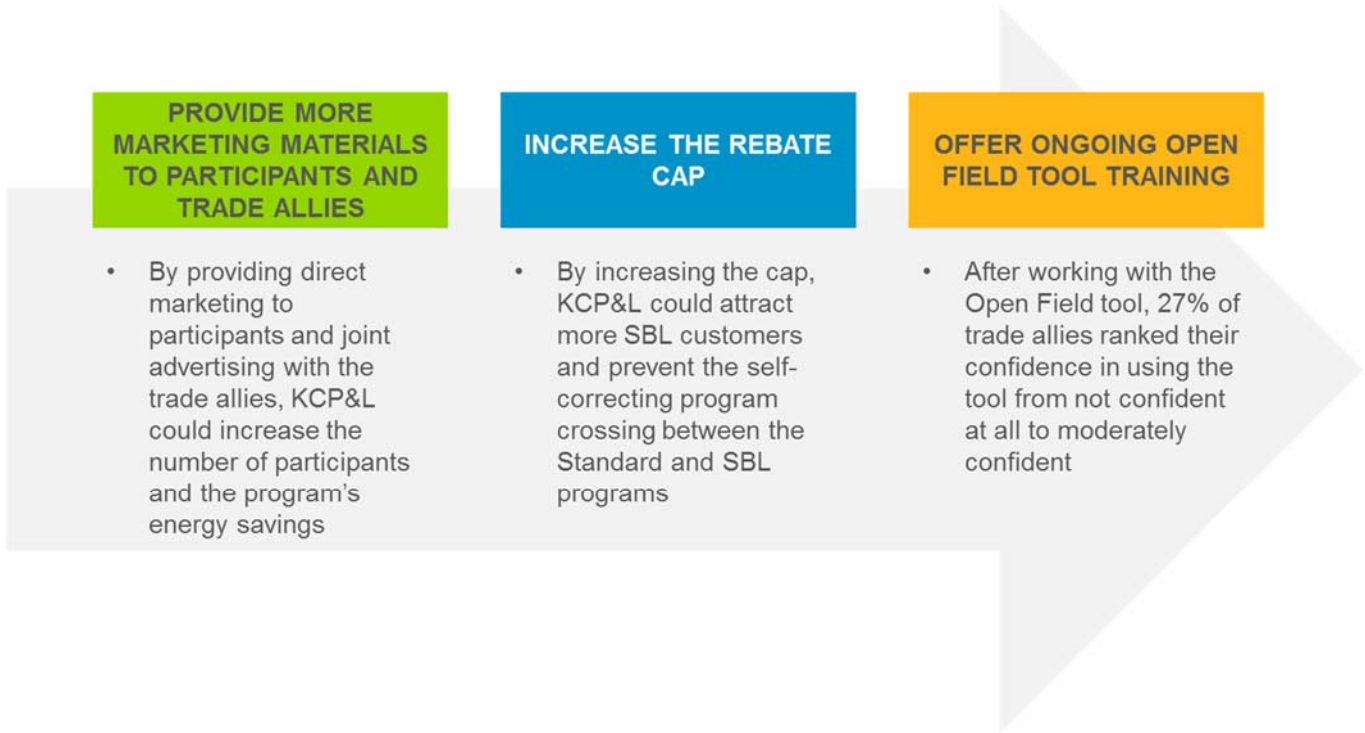 PROVIDE MORE
MARKETING MATERIALS
TO PARTICIPANTS AND
TRADE ALLIES
• By providing direct
marketing to
participants and joint
advertising with the
trade allies, KCP&L
could increase the
number of participants
and the program's
energy savings
INCREASE THE REBATE
CAP
• By increasing the cap,
KCP&L could attract
more SBL customers
and prevent the self-
correcting program
crossing between the
Standard and SBL
programs
OFFER ONGOING OPEN
FIELD TOOL TRAINING
• After working with the
Open Field tool, 27% of
trade allies ranked their
confidence in using the
tool from not confident
at all to moderately
confident